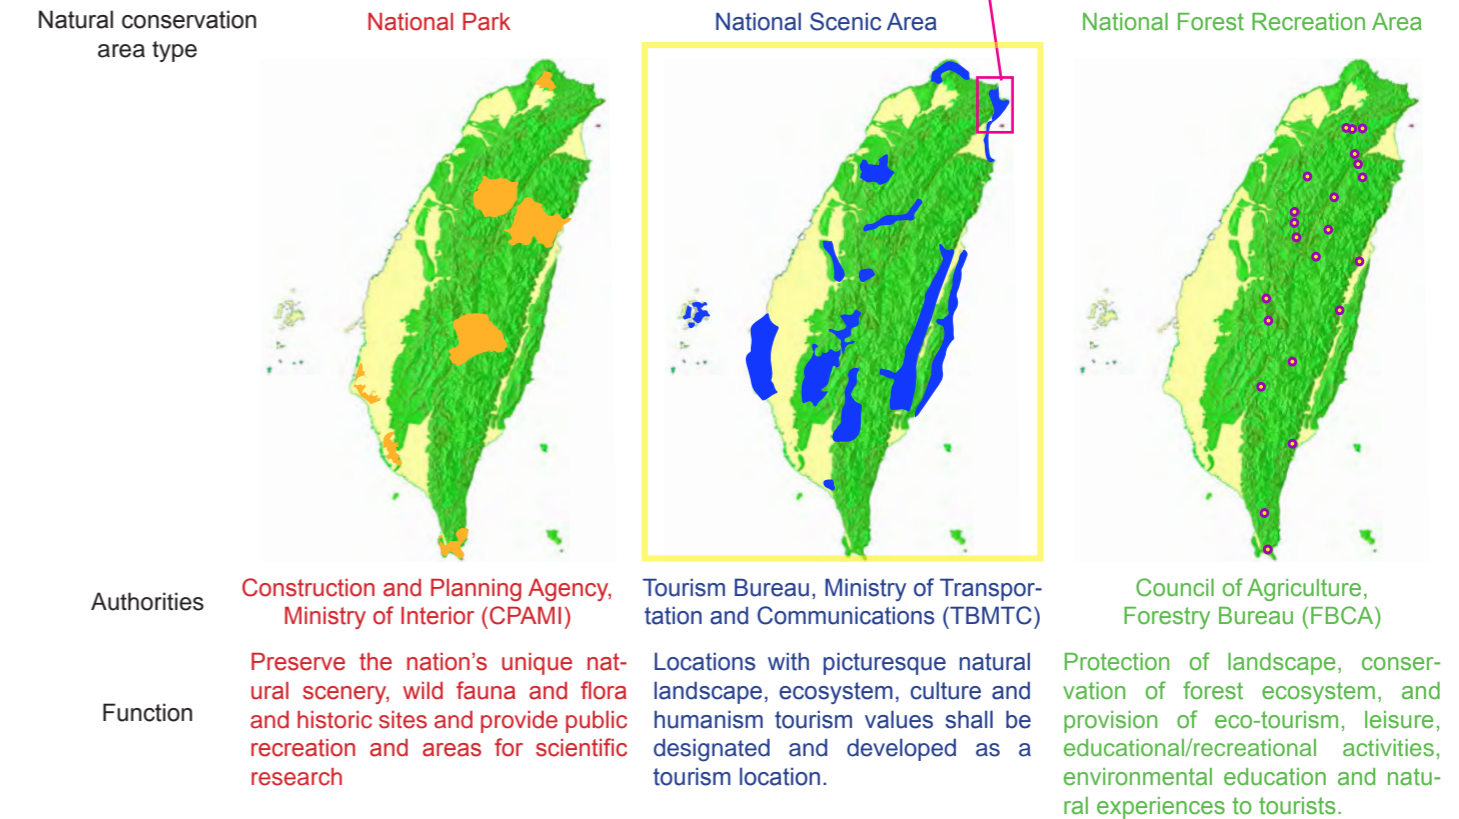 Natural conservation
area type
National Park
National Scenic Area
National Forest Recreation Area
Authorities
Construction and Planning Agency,
Ministry of Interior (CPAMI)
Tourism Bureau, Ministry of Transpor-
tation and Communications (TBMTC)
Council of Agriculture,
Forestry Bureau (FBCA)
Function
Preserve the nation’s unique nat-
ural scenery, wild fauna and flora
and historic sites and provide public
recreation and areas for scientific
research
Locations with picturesque natural
landscape, ecosystem, culture and
humanism tourism values shall be
designated and developed as a
tourism location.
Protection of landscape, conser-
vation of forest ecosystem, and
provision of eco-tourism, leisure,
educational/recreational activities,
environmental education and natu-
ral experiences to tourists.